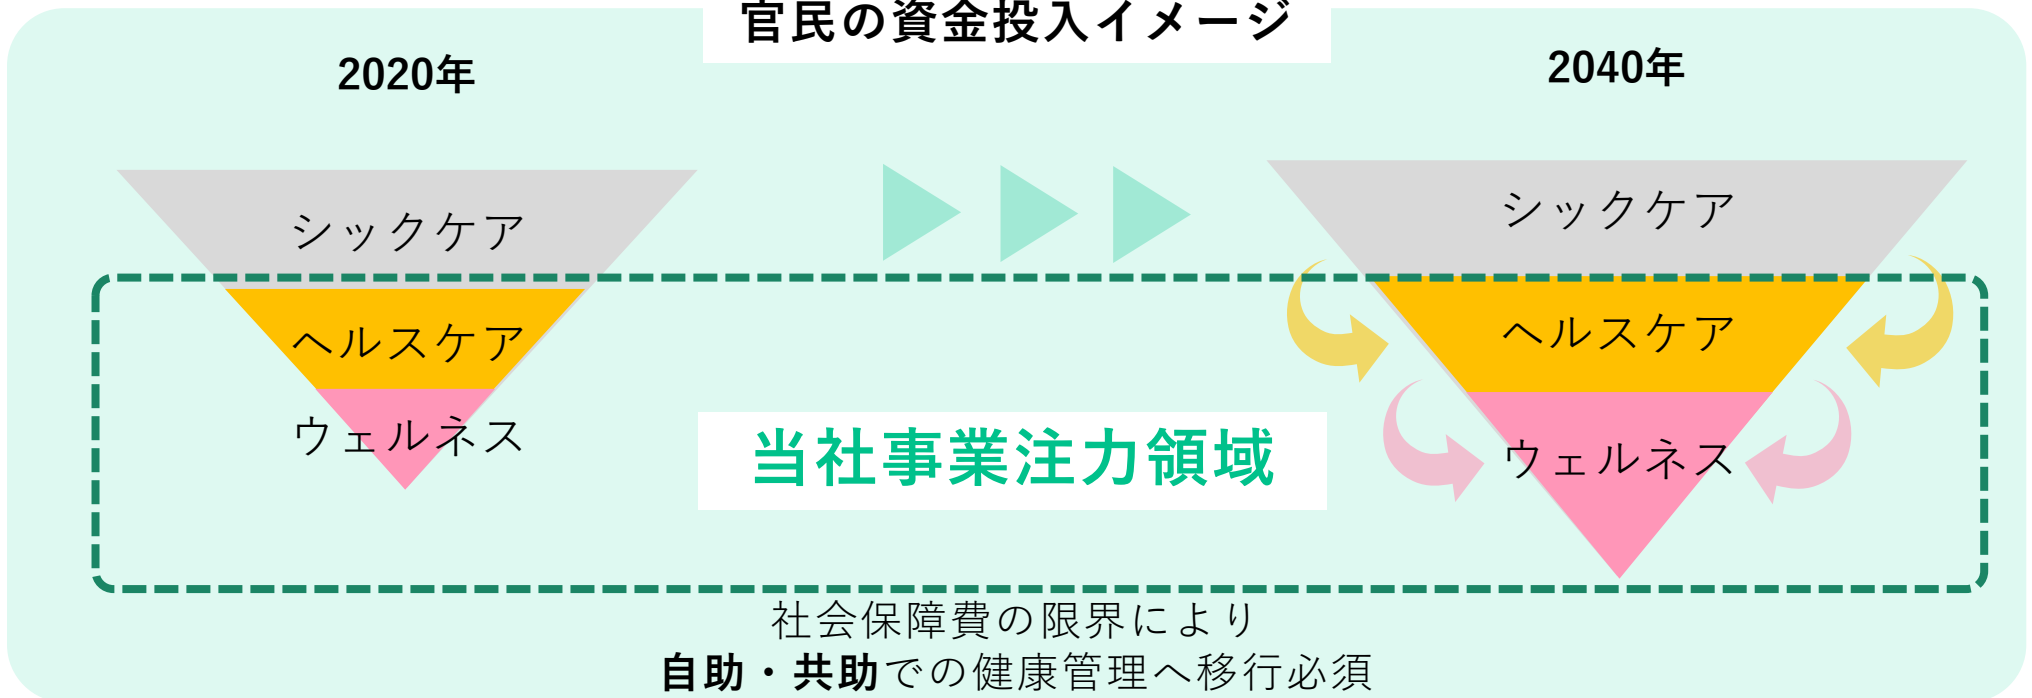 官民の資金投入イメージ
2020年
2040年
シックケア
ヘルスケア
ウェルネス
シックケア
ヘルスケア
ウェルネス
当社事業注力領域
社会保障費の限界により
自助・共助での健康管理へ移行必須